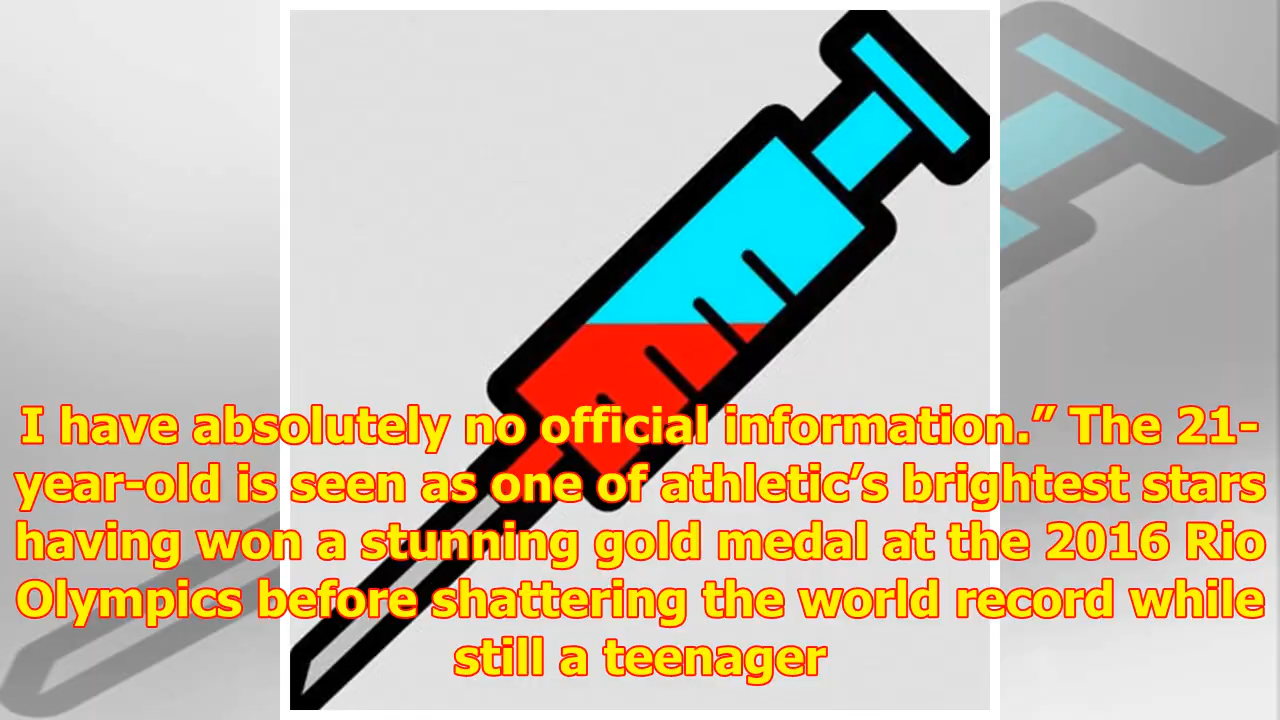 I have absolutely no official information.” The 21-
year-old is seen as one of athletic’s brightest stars
having won a stunning gold medal at the 2016 Rio
Olympics before shattering the world record while
still a teenager